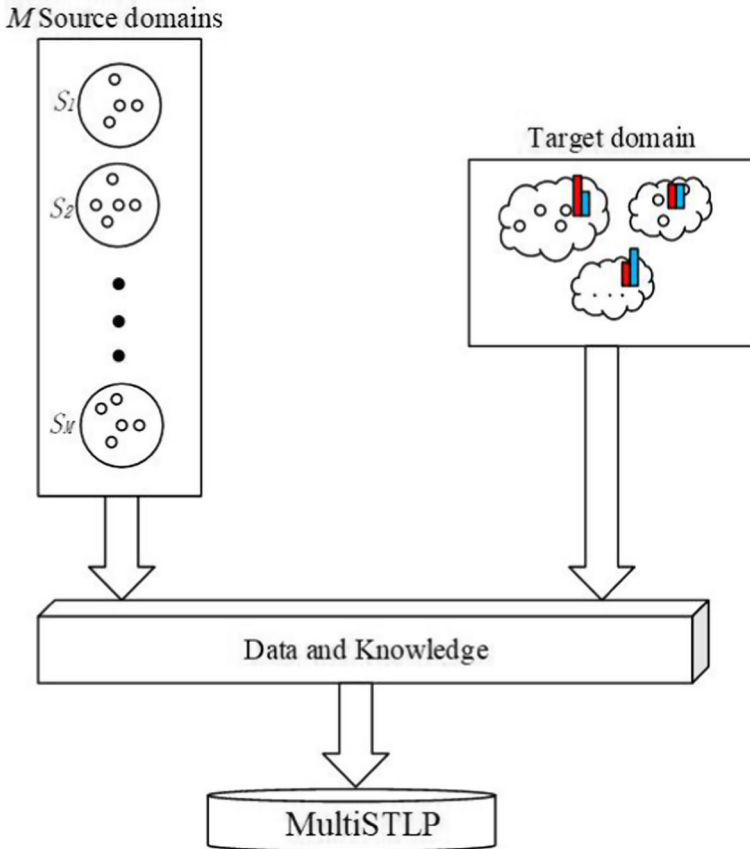 M Source domains
S1
S2
SM
Target domain
. . .
Data and Knowledge
MultiSTLP